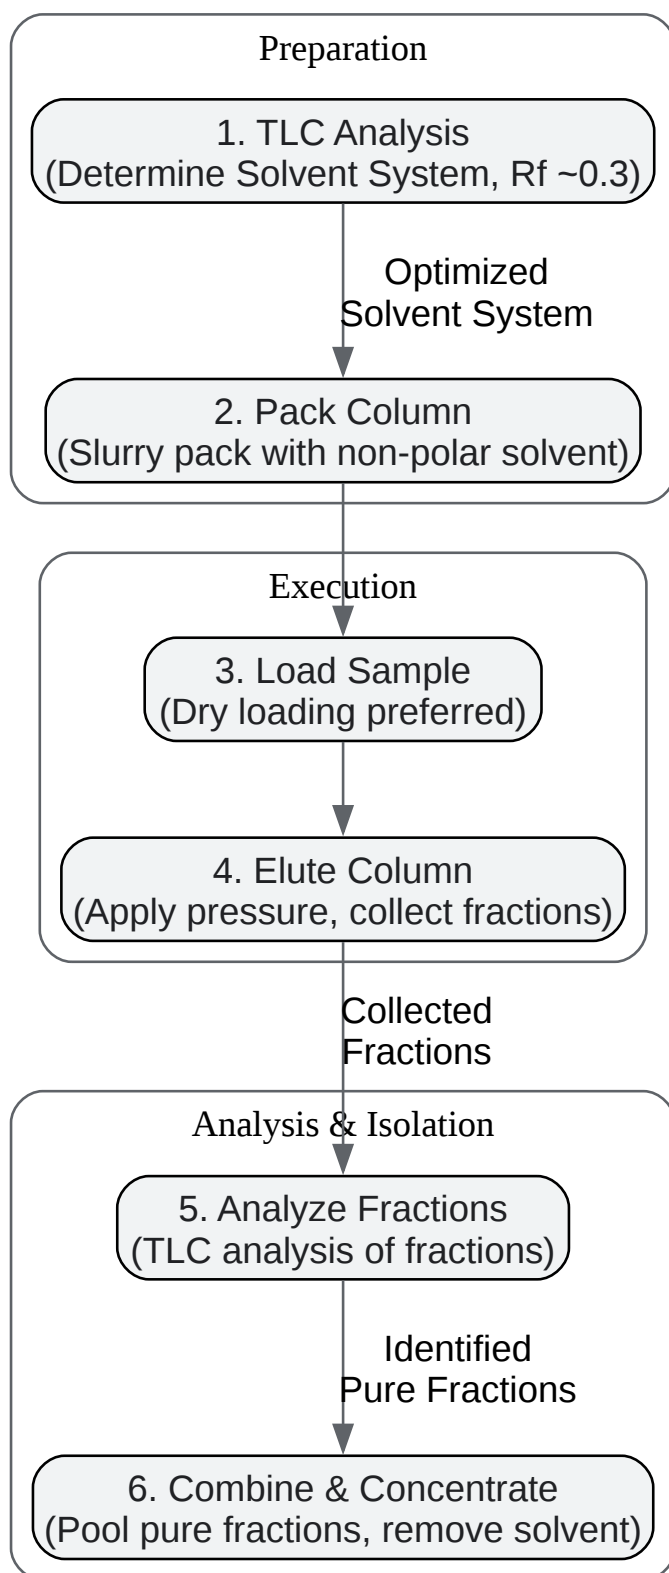 Preparation
1. TLC Analysis
(Determine Solvent System, Rf ~0.3)
Optimized
Solvent System
2. Pack Column
(Slurry pack with non-polar solvent)
Execution
3. Load Sample
(Dry loading preferred)
4. Elute Column
(Apply pressure, collect fractions)
Collected
Fractions
Analysis & Isolation
5. Analyze Fractions
(TLC analysis of fractions)
Identified
Pure Fractions
6. Combine & Concentrate
(Pool pure fractions, remove solvent)